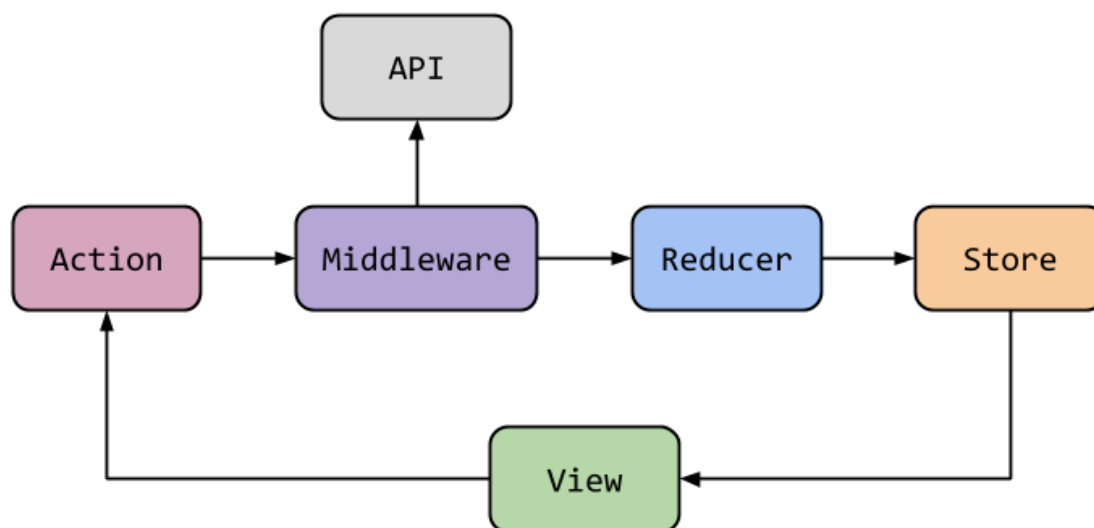 API
Action
Middleware
Reducer
Store
View